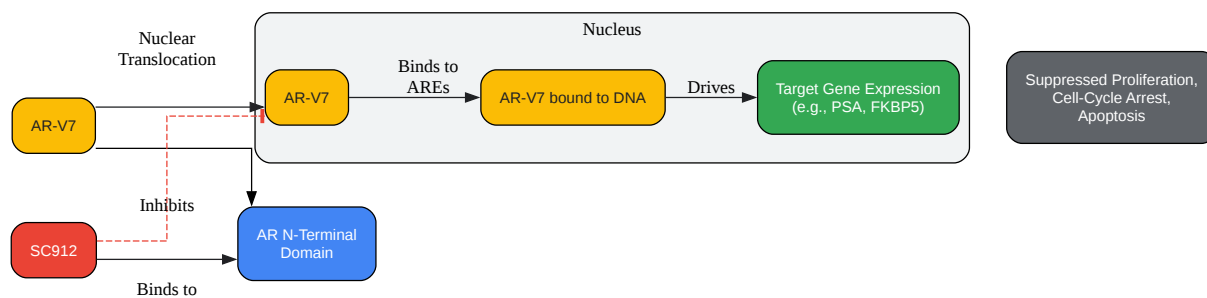 Nuclear
Translocation
Nucleus
AR-V7
AR-V7
Binds to
AREs
AR-V7 bound to DNA
Drives
Target Gene Expression
(e.g., PSA, FKBP5)
Suppressed Proliferation,
Cell-Cycle Arrest,
Apoptosis
Inhibits
SC912
AR N-Terminal
Domain
Binds to